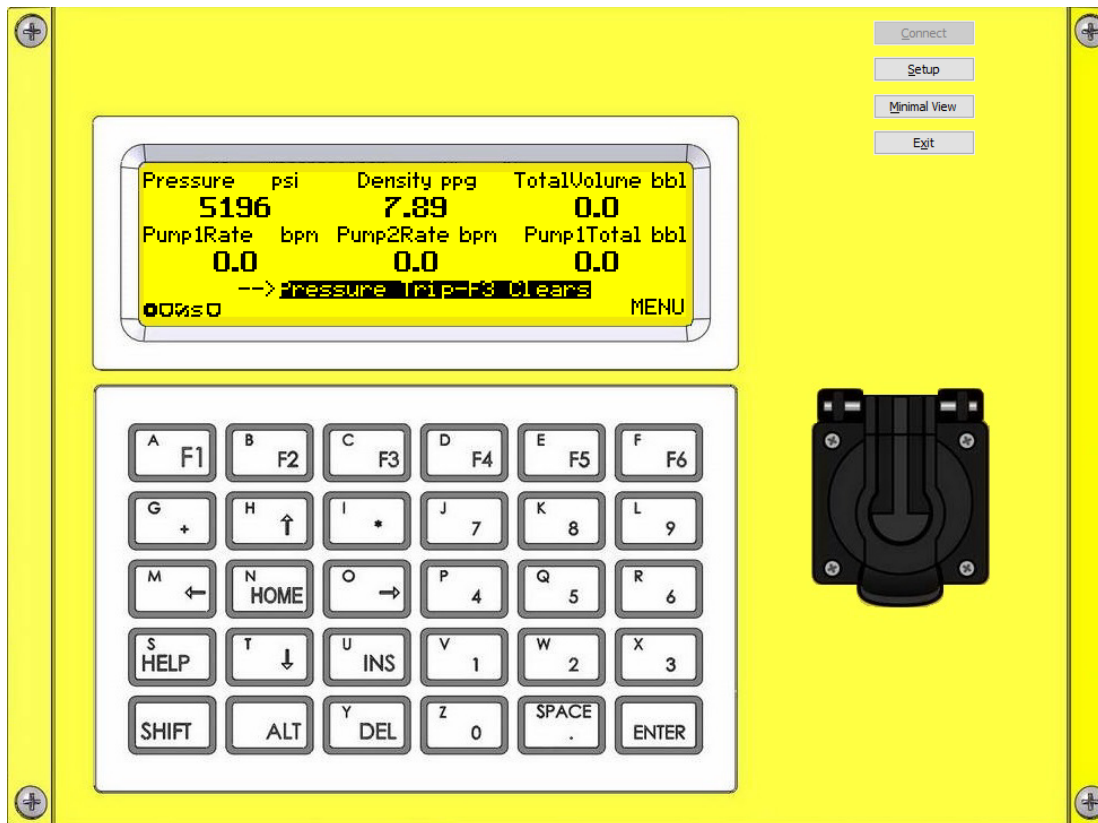 Connect
Setup
Minimal View
Exit
Pressure psi Density ppg TotalVolume bbl
5196 7.89 0.0
Pump1Rate bpm Pump2Rate bpm Pump1Total bbl
0.0 0.0 0.0
-->Pressure Trip-F3 Clears
MENU
A F1 B F2 C F3 D F4 E F5 F F6
G + H ↑ I * J 7 K 8 L 9
M ← N HOME O → P 4 Q 5 R 6
S HELP T ↓ U INS V 1 W 2 X 3
SHIFT ALT Y DEL Z 0 SPACE . ENTER